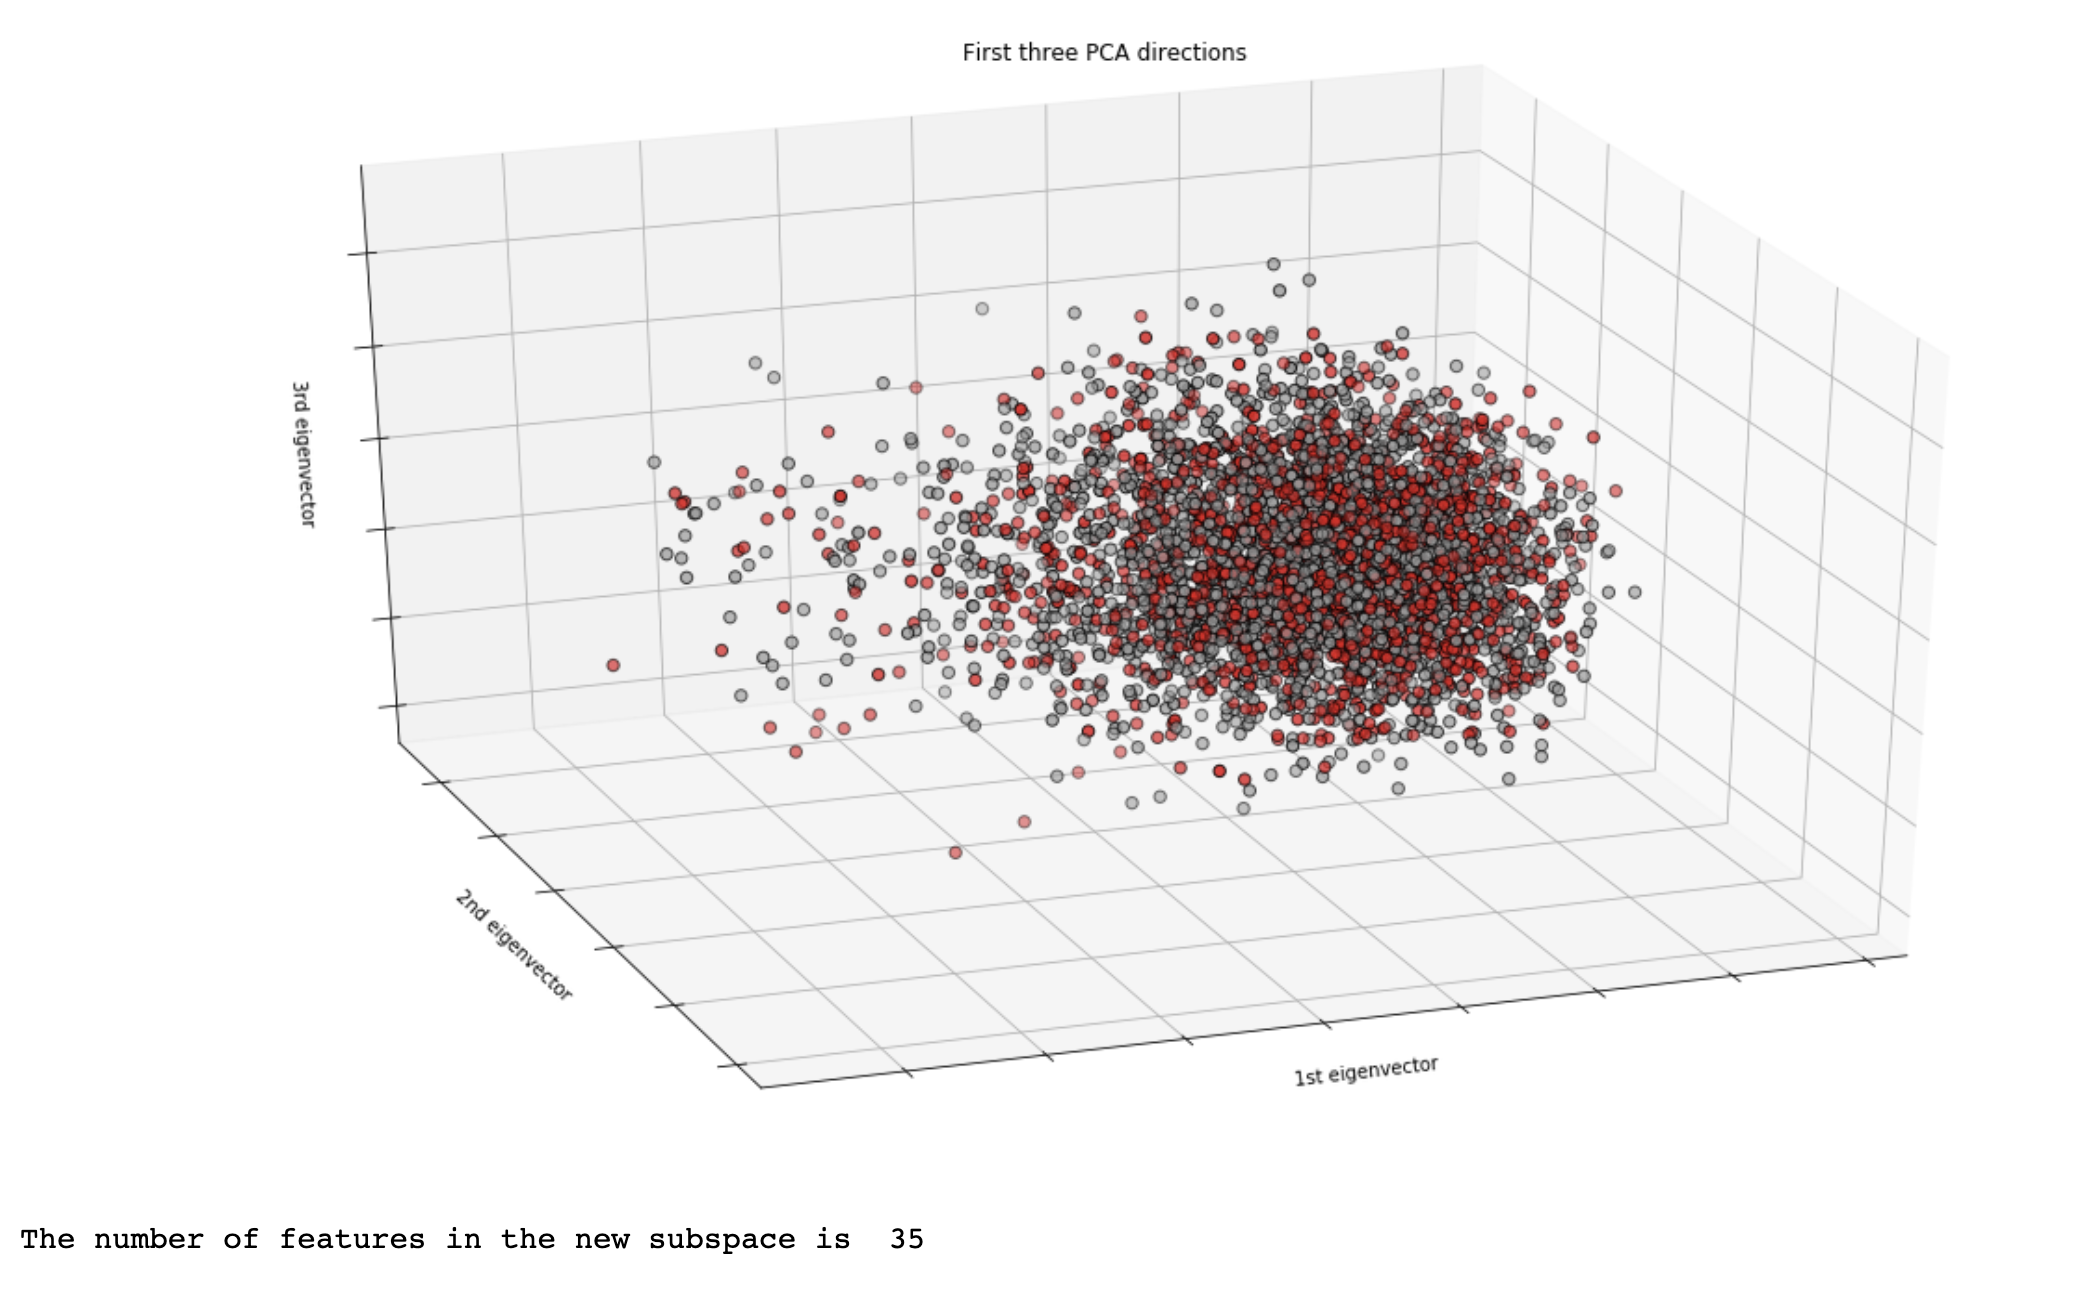 First three PCA directions
3rd eigenvector
2nd eigenvector
1st eigenvector
The number of features in the new subspace is  35